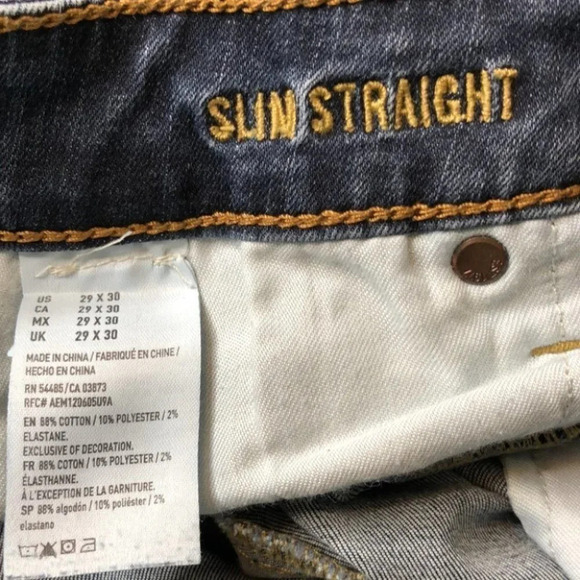 SLIM STRAIGHT
US 29 X 30
CA 29 X 30
MX 29 X 30
UK 29 X 30
MADE IN CHINA / FABRIQUÉ EN CHINE /
HECHO EN CHINA
RN 54485/CA 03873
RFC# AEM120605U9A
EN 88% COTTON / 10% POLYESTER / 2%
ELASTANE.
EXCLUSIVE OF DECORATION.
FR 88% COTON / 10% POLYESTER / 2%
ÉLASTHANNE.
À L'EXCEPTION DE LA GARNITURE.
SP 88% algodón / 10% poliéster / 2%
elastano